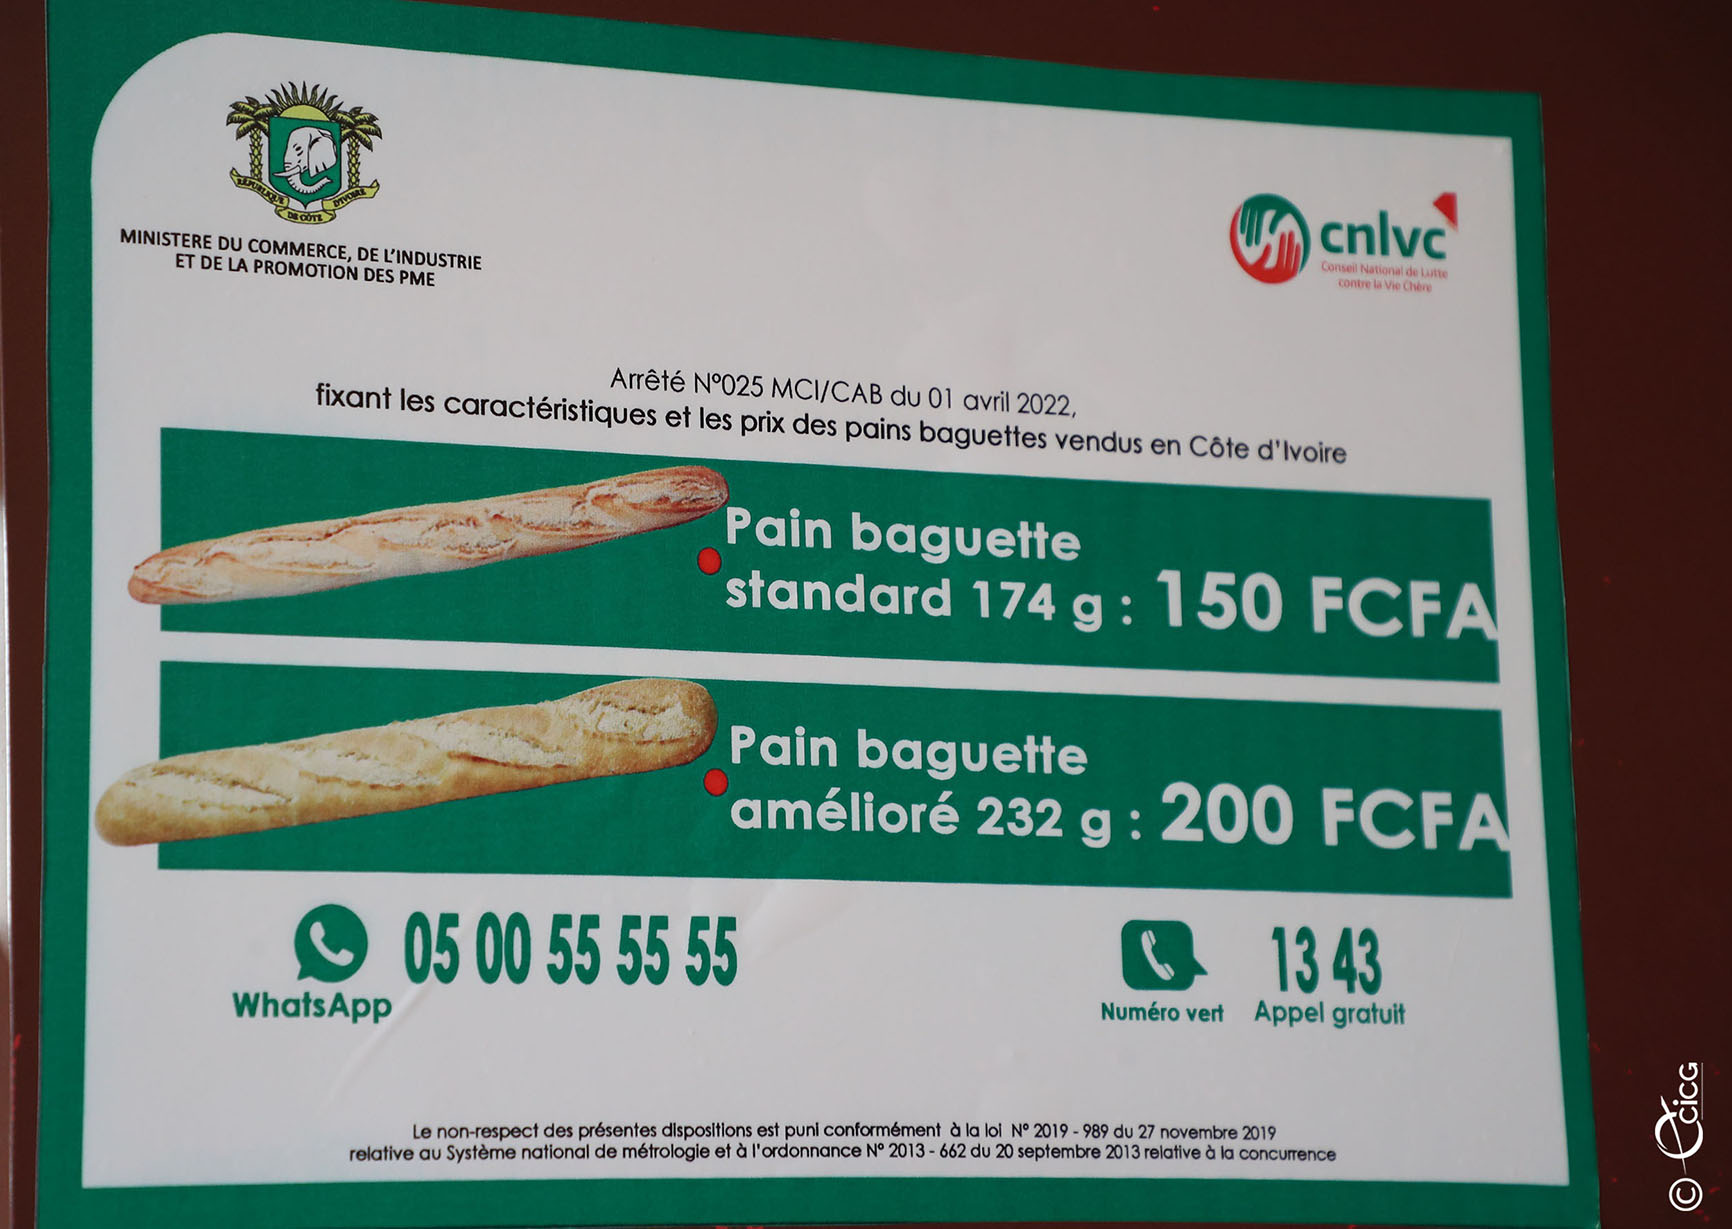 RÉPUBLIQUE DE CÔTE D'IVOIRE
MINISTERE DU COMMERCE, DE L'INDUSTRIE
ET DE LA PROMOTION DES PME
cnlvc
Conseil National de Lutte
contre la Vie Chère
Arrêté N°025 MCI/CAB du 01 avril 2022,
fixant les caractéristiques et les prix des pains baguettes vendus en Côte d'Ivoire
Pain baguette
standard 174 g : 150 FCFA
Pain baguette
amélioré 232 g : 200 FCFA
05 00 55 55 55
WhatsApp
13 43
Numéro vert Appel gratuit
Le non-respect des présentes dispositions est puni conformément à la loi N° 2019 - 989 du 27 novembre 2019
relative au Système national de métrologie et à l'ordonnance N° 2013 - 662 du 20 septembre 2013 relative à la concurrence
© CICG